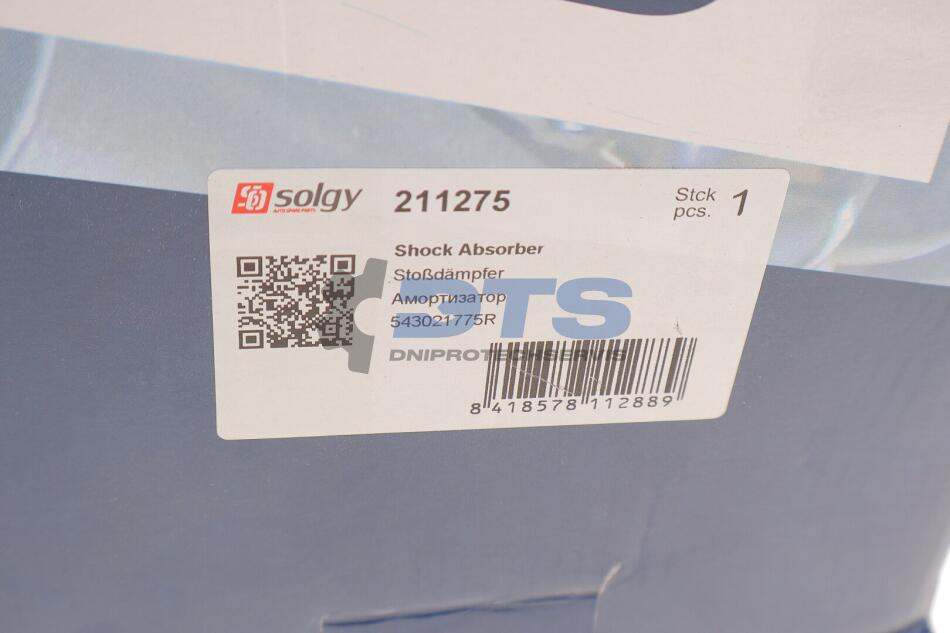 solgy
AUTO SPARE PARTS
211275
Stck
pcs. 1
Shock Absorber
Stoßdämpfer
Амортизатор
543021775R
DTS
DNIPROTECHSERVIS
8 418578 112889